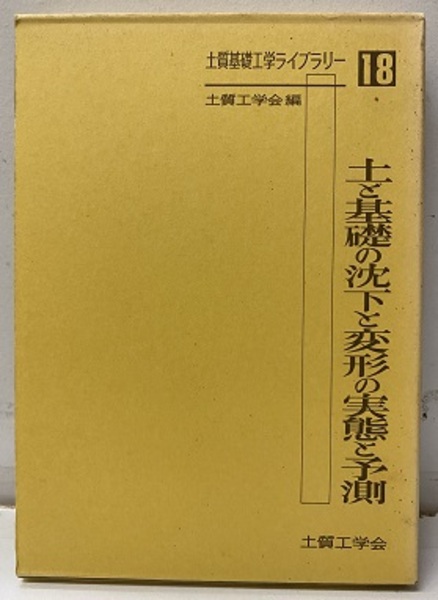 土質基礎工学ライブラリー 18
土質工学会編
土と基礎の沈下と変形の実態と予測
土質工学会